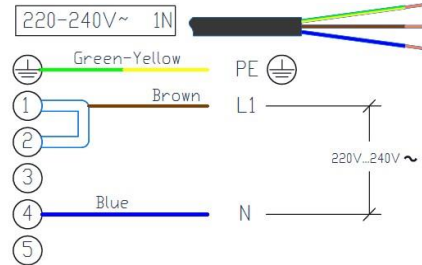 220-240V~ 1N
Green-Yellow PE
1 Brown L1
2
220V...240V ~
3
4 Blue N
5